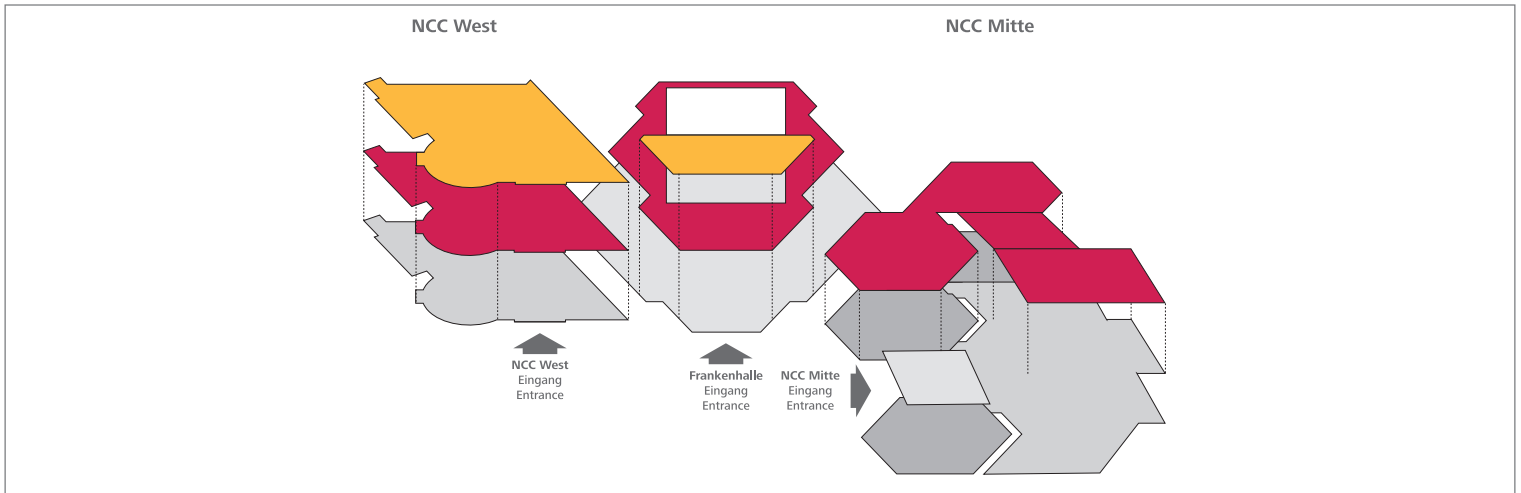 NCC West
NCC Mitte
NCC West
Eingang
Entrance
Frankenhalle
Eingang
Entrance
NCC Mitte
Eingang
Entrance